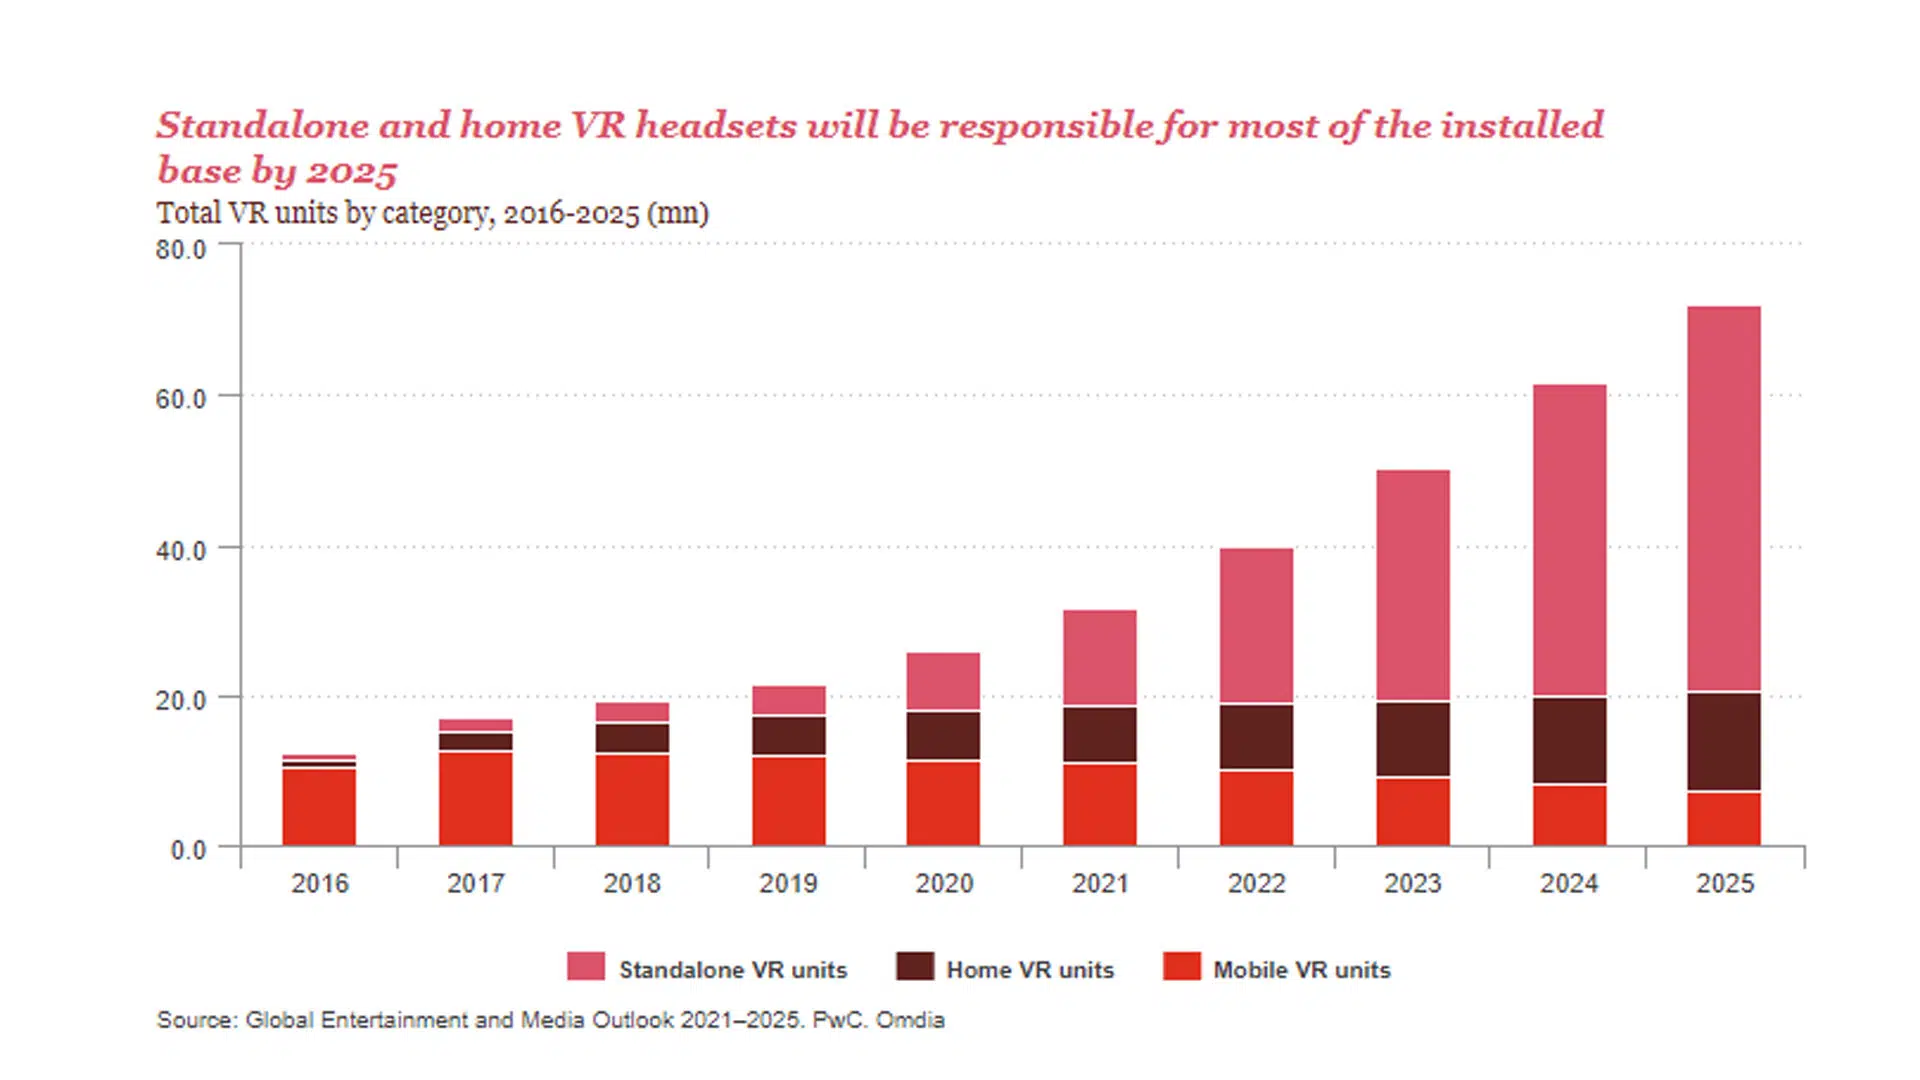 Standalone and home VR headsets will be responsible for most of the installed
base by 2025
Total VR units by category, 2016-2025 (mn)
80.0
60.0
40.0
20.0
0.0
2016 2017 2018 2019 2020 2021 2022 2023 2024 2025
Standalone VR units Home VR units Mobile VR units
Source: Global Entertainment and Media Outlook 2021–2025. PwC. Omdia